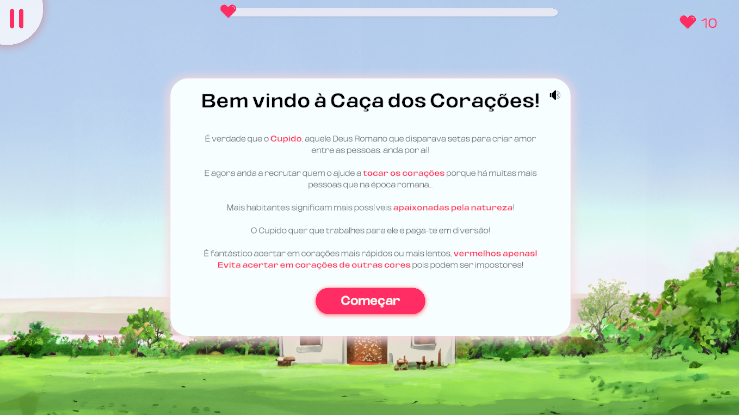 10
Bem vindo à Caça dos Corações!
É verdade que o Cupido, aquele Deus Romano que disparava setas para criar amor
entre as pessoas, anda por aí!
E agora anda a recrutar quem o ajude a tocar os corações porque há muitas mais
pessoas que na época romana.
Mais habitantes significam mais possíveis apaixonadas pela natureza!
O Cupido quer que trabalhes para ele e paga-te em diversão!
É fantástico acertar em corações mais rápidos ou mais lentos, vermelhos apenas!
Evita acertar em corações de outras cores pois podem ser impostores!
Começar